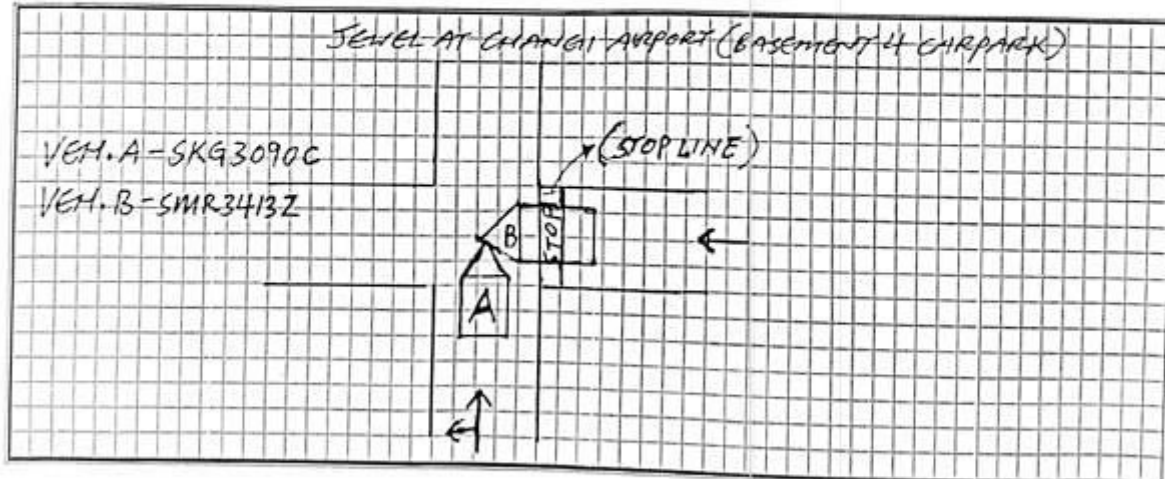 JEWEL AT CHANGI AIRPORT (BASEMENT 4 CARPARK)
VEH. A - SKG3090C
(STOP LINE)
VEH. B - SMR3413Z
STOP
B
A